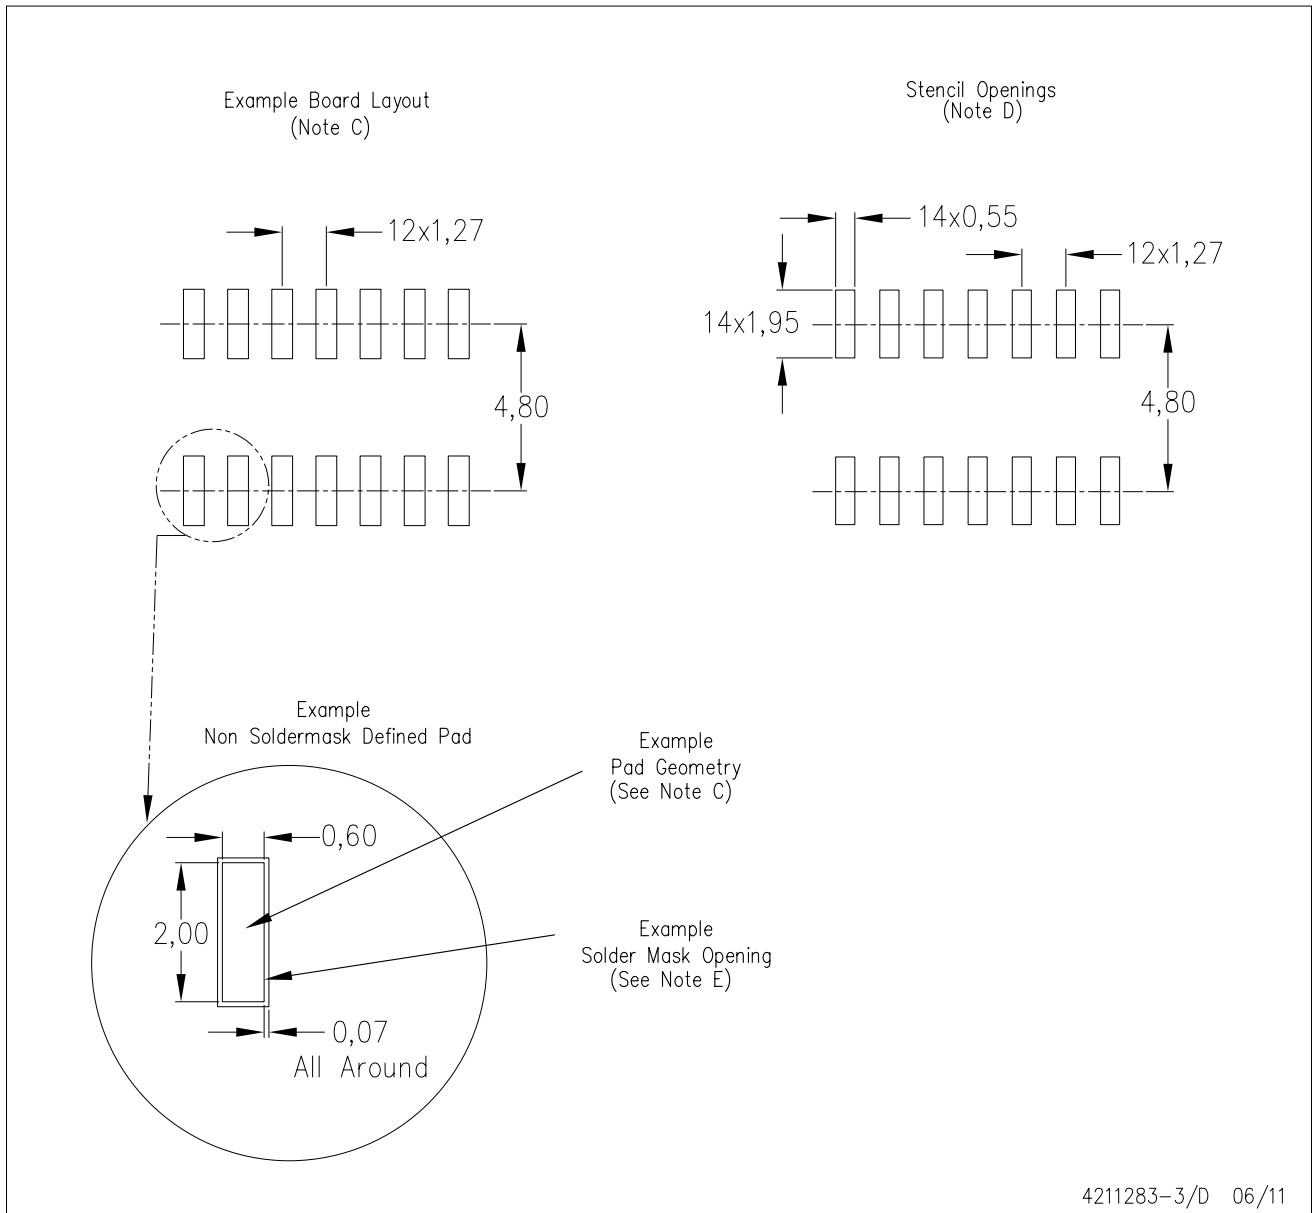 Example Board Layout
(Note C)
Stencil Openings
(Note D)
12x1,27
14x0,55
12x1,27
14x1,95
4,80
4,80
Example
Non Soldermask Defined Pad
Example
Pad Geometry
(See Note C)
0,60
2,00
Example
Solder Mask Opening
(See Note E)
0,07
All Around
4211283-3/D 06/11